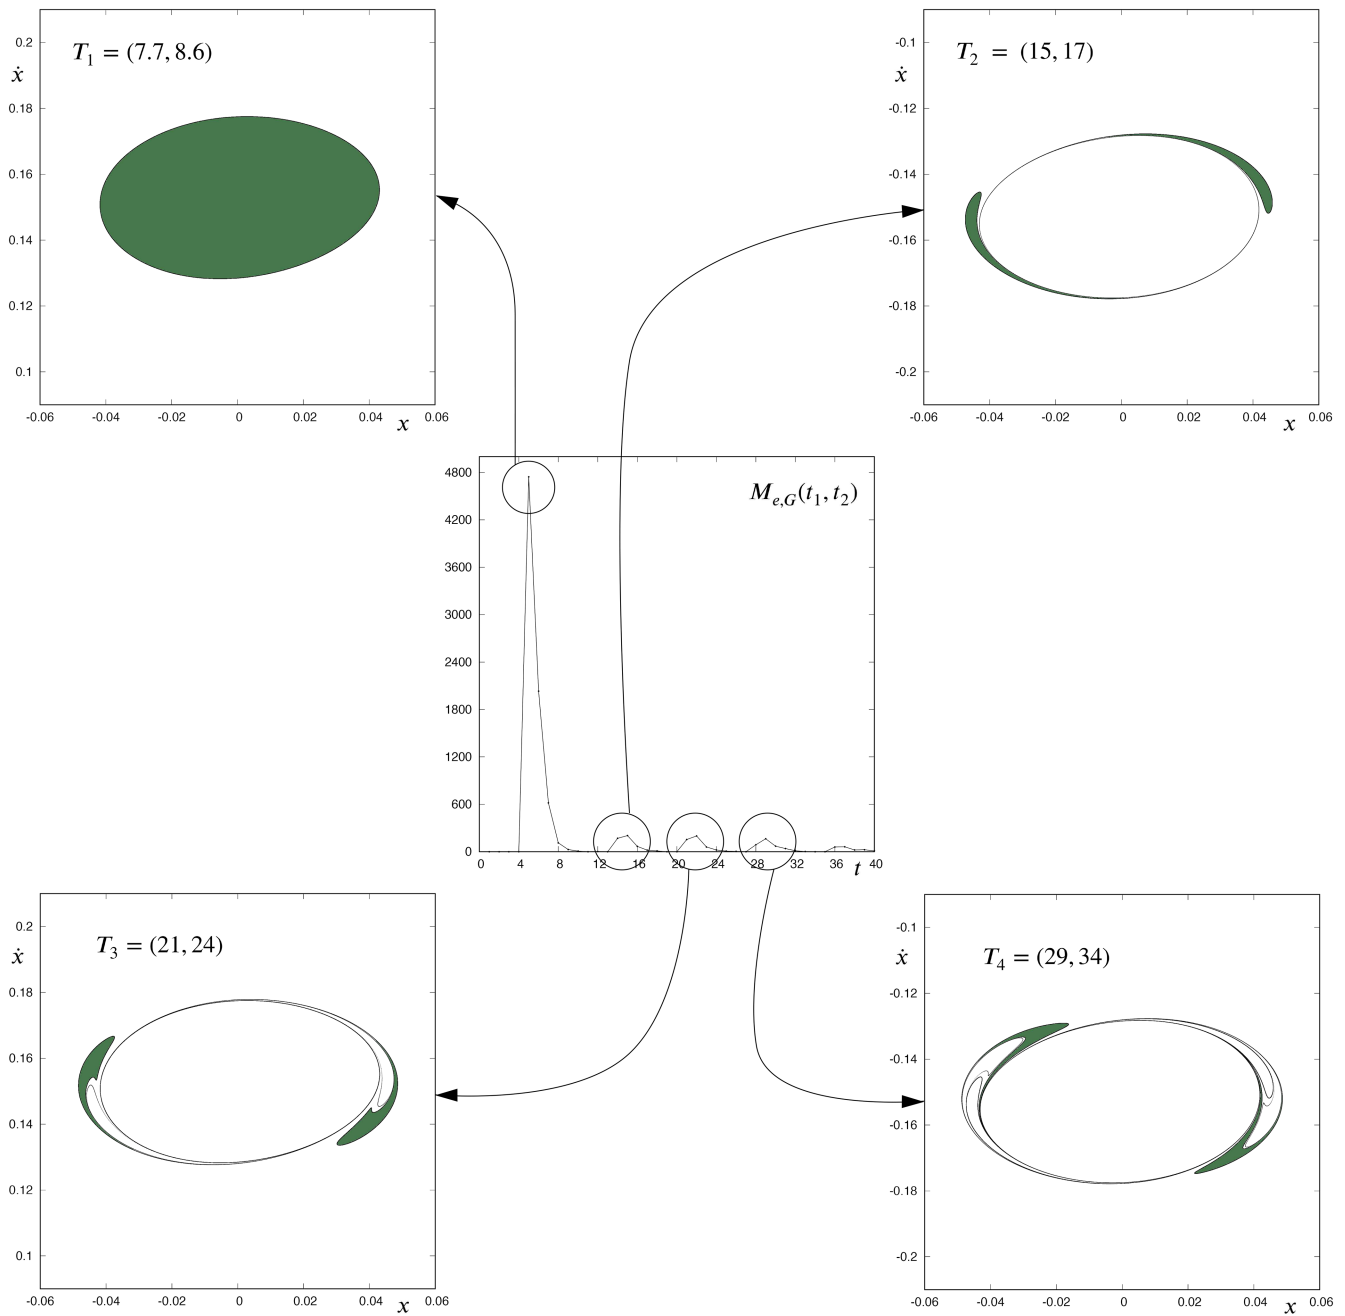 T₁ = (7.7, 8.6)
0.2
ẋ
0.18
0.16
0.14
0.12
0.1
-0.06 -0.04 -0.02 0 0.02 0.04 0.06
x
T₂ = (15, 17)
-0.1
ẋ
-0.12
-0.14
-0.16
-0.18
-0.2
-0.06 -0.04 -0.02 0 0.02 0.04 0.06
x
M_{e,G}(t₁, t₂)
4800
4200
3600
3000
2400
1800
1200
600
0
0 4 8 12 16 20 24 28 32 36 40
t
T₃ = (21, 24)
0.2
ẋ
0.18
0.16
0.14
0.12
0.1
-0.06 -0.04 -0.02 0 0.02 0.04 0.06
x
T₄ = (29, 34)
-0.1
ẋ
-0.12
-0.14
-0.16
-0.18
-0.2
-0.06 -0.04 -0.02 0 0.02 0.04 0.06
x